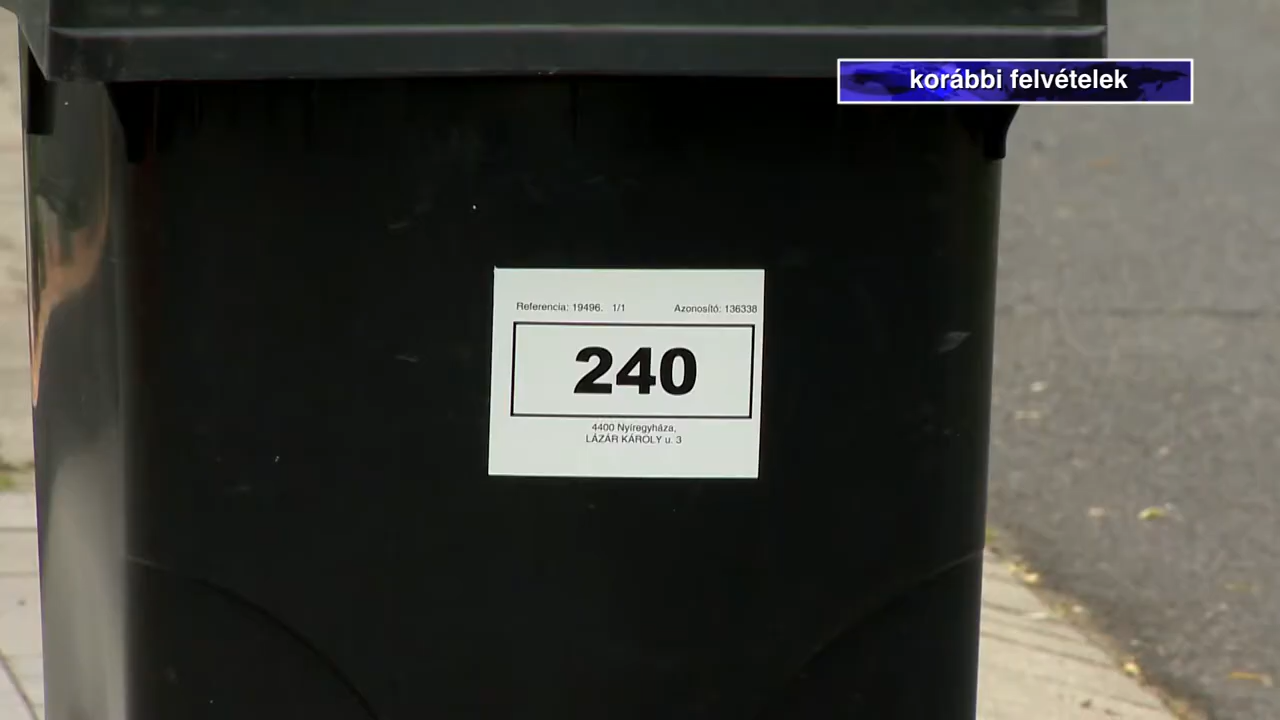 korábbi felvételek
Referencia: 19496. 1/1 Azonosító: 136338
240
4400 Nyíregyháza,
LÁZÁR KÁROLY u. 3